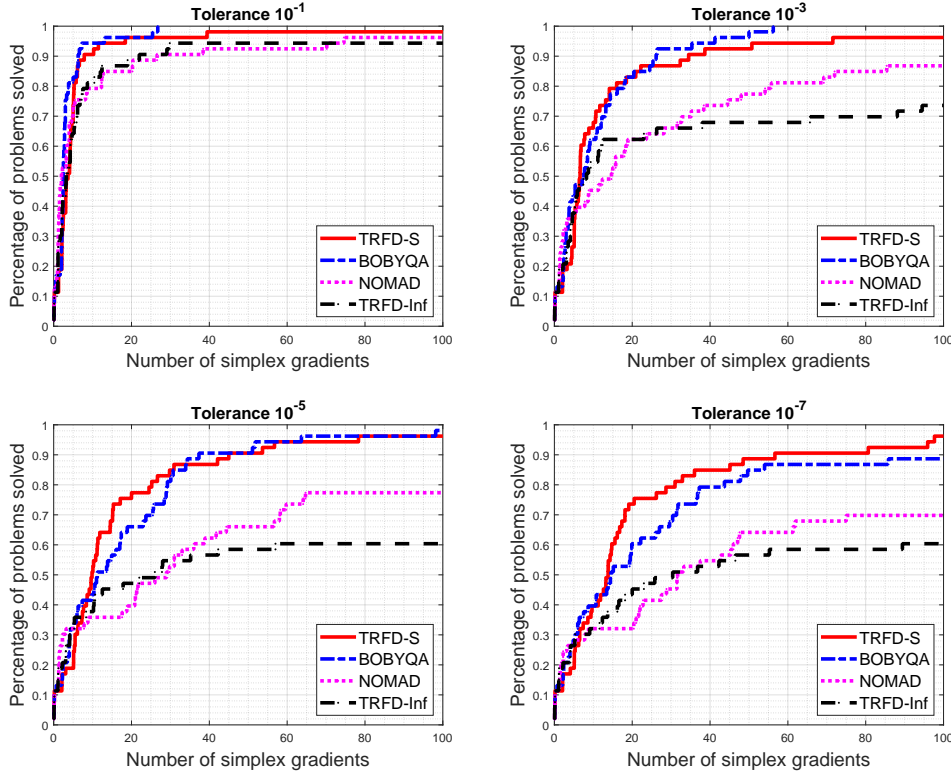 Tolerance 10^-1
Percentage of problems solved
1
0.9
0.8
0.7
0.6
0.5
0.4
0.3
0.2
0.1
0
TRFD-S
BOBYQA
NOMAD
TRFD-Inf
0 20 40 60 80 100
Number of simplex gradients
Tolerance 10^-3
Percentage of problems solved
1
0.9
0.8
0.7
0.6
0.5
0.4
0.3
0.2
0.1
0
TRFD-S
BOBYQA
NOMAD
TRFD-Inf
0 20 40 60 80 100
Number of simplex gradients
Tolerance 10^-5
Percentage of problems solved
1
0.9
0.8
0.7
0.6
0.5
0.4
0.3
0.2
0.1
0
TRFD-S
BOBYQA
NOMAD
TRFD-Inf
0 20 40 60 80 100
Number of simplex gradients
Tolerance 10^-7
Percentage of problems solved
1
0.9
0.8
0.7
0.6
0.5
0.4
0.3
0.2
0.1
0
TRFD-S
BOBYQA
NOMAD
TRFD-Inf
0 20 40 60 80 100
Number of simplex gradients